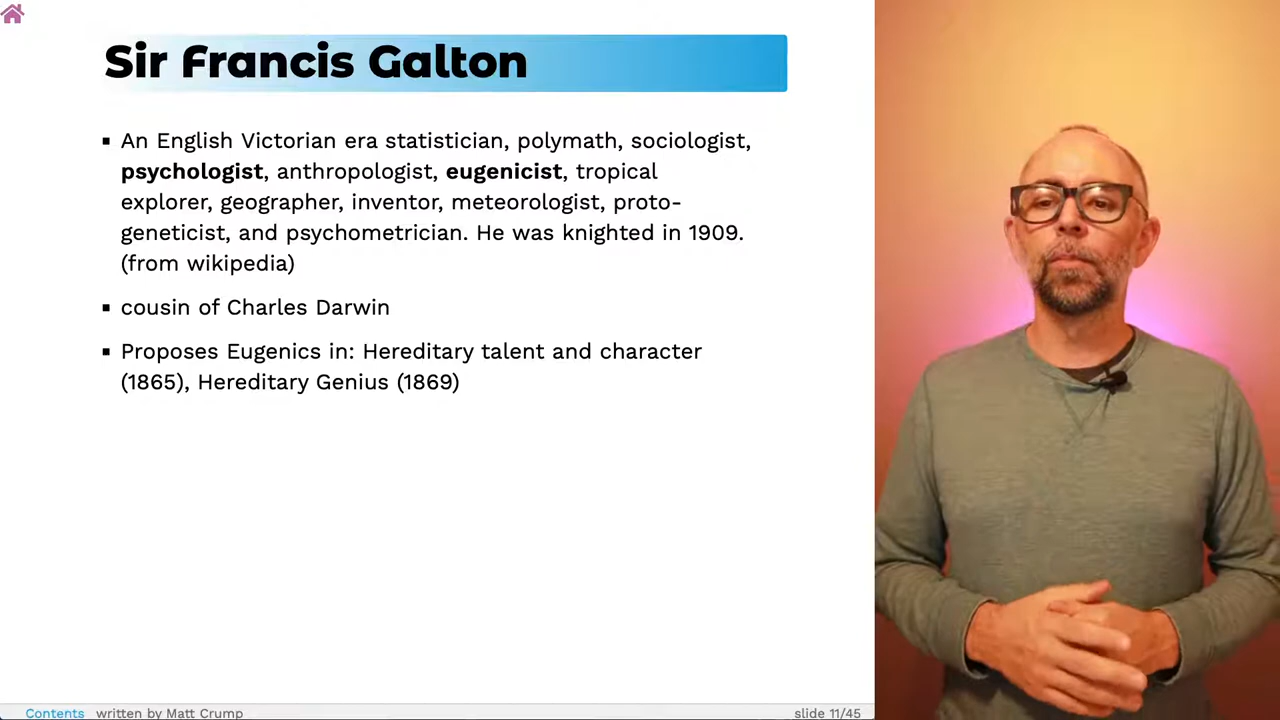 Sir Francis Galton
▪ An English Victorian era statistician, polymath, sociologist,
psychologist, anthropologist, eugenicist, tropical
explorer, geographer, inventor, meteorologist, proto-
geneticist, and psychometrician. He was knighted in 1909.
(from wikipedia)
▪ cousin of Charles Darwin
▪ Proposes Eugenics in: Hereditary talent and character
(1865), Hereditary Genius (1869)
Contents written by Matt Crump slide 11/45